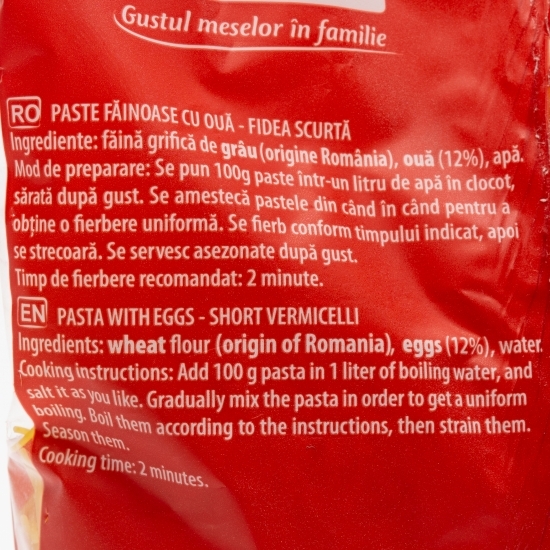 Gustul meselor în familie
RO PASTE FĂINOASE CU OUĂ - FIDEA SCURTĂ
Ingrediente: făină grifică de grâu (origine România), ouă (12%), apă.
Mod de preparare: Se pun 100g paste într-un litru de apă în clocot,
sărată după gust. Se amestecă pastele din când în când pentru a
obține o fierbere uniformă. Se fierb conform timpului indicat, apoi
se strecoară. Se servesc asezonate după gust.
Timp de fierbere recomandat: 2 minute.
EN PASTA WITH EGGS - SHORT VERMICELLI
Ingredients: wheat flour (origin of Romania), eggs (12%), water.
Cooking instructions: Add 100 g pasta in 1 liter of boiling water, and
salt it as you like. Gradually mix the pasta in order to get a uniform
boiling. Boil them according to the instructions, then strain them.
Season them.
Cooking time: 2 minutes.